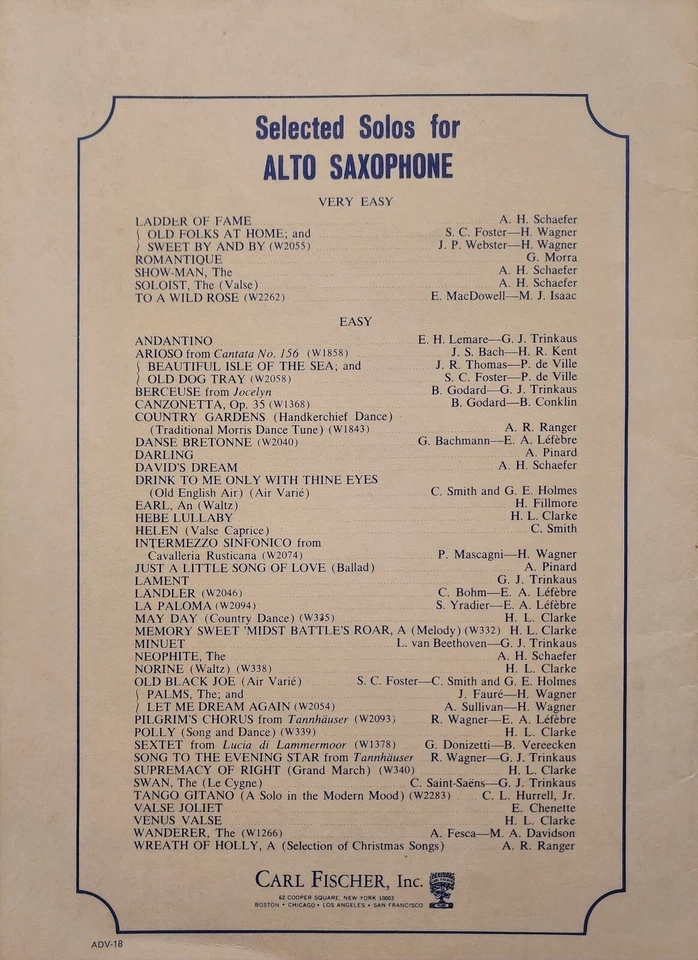 Selected Solos for
ALTO SAXOPHONE
VERY EASY
LADDER OF FAME A. H. Schaefer
OLD FOLKS AT HOME; and S. C. Foster—H. Wagner
SWEET BY AND BY (W2055) J. P. Webster—H. Wagner
ROMANTIQUE G. Morra
SHOW-MAN, The A. H. Schaefer
SOLOIST, The (Valse) A. H. Schaefer
TO A WILD ROSE (W2262) E. MacDowell—M. J. Isaac
EASY
ANDANTINO E. H. Lemare—G. J. Trinkaus
ARIOSO from Cantata No. 156 (W1858) J. S. Bach—H. R. Kent
BEAUTIFUL ISLE OF THE SEA; and J. R. Thomas—P. de Ville
OLD DOG TRAY (W2058) S. C. Foster—P. de Ville
BERCEUSE from Jocelyn B. Godard—G. J. Trinkaus
CANZONETTA, Op. 35 (W1368) B. Godard—B. Conklin
COUNTRY GARDENS (Handkerchief Dance)
(Traditional Morris Dance Tune) (W1843) A. R. Ranger
DANSE BRETONNE (W2040) G. Bachmann—E. A. Léfèbre
DARLING A. Pinard
DAVID'S DREAM A. H. Schaefer
DRINK TO ME ONLY WITH THINE EYES
(Old English Air) (Air Varié) C. Smith and G. E. Holmes
EARL, An (Waltz) H. Fillmore
HEBE LULLABY H. L. Clarke
HELEN (Valse Caprice) C. Smith
INTERMEZZO SINFONICO from
Cavalleria Rusticana (W2074) P. Mascagni—H. Wagner
JUST A LITTLE SONG OF LOVE (Ballad) A. Pinard
LAMENT G. J. Trinkaus
LÄNDLER (W2046) C. Bohm—E. A. Léfèbre
LA PALOMA (W2094) S. Yradier—E. A. Léfèbre
MAY DAY (Country Dance) (W335) H. L. Clarke
MEMORY SWEET 'MIDST BATTLE'S ROAR, A (Melody) (W332) H. L. Clarke
MINUET L. van Beethoven—G. J. Trinkaus
NEOPHITE, The A. H. Schaefer
NORINE (Waltz) (W338) H. L. Clarke
OLD BLACK JOE (Air Varié) S. C. Foster—C. Smith and G. E. Holmes
PALMS, The; and J. Fauré—H. Wagner
LET ME DREAM AGAIN (W2054) A. Sullivan—H. Wagner
PILGRIM'S CHORUS from Tannhäuser (W2093) R. Wagner—E. A. Léfèbre
POLLY (Song and Dance) (W339) H. L. Clarke
SEXTET from Lucia di Lammermoor (W1378) G. Donizetti—B. Vereecken
SONG TO THE EVENING STAR from Tannhäuser R. Wagner—G. J. Trinkaus
SUPREMACY OF RIGHT (Grand March) (W340) H. L. Clarke
SWAN, The (Le Cygne) C. Saint-Saëns—G. J. Trinkaus
TANGO GITANO (A Solo in the Modern Mood) (W2283) C. L. Hurrell, Jr.
VALSE JOLIET E. Chenette
VENUS VALSE H. L. Clarke
WANDERER, The (W1266) A. Fesca—M. A. Davidson
WREATH OF HOLLY, A (Selection of Christmas Songs) A. R. Ranger
CARL FISCHER, Inc.
62 COOPER SQUARE, NEW YORK 10003
BOSTON • CHICAGO • LOS ANGELES • SAN FRANCISCO
ADV-18